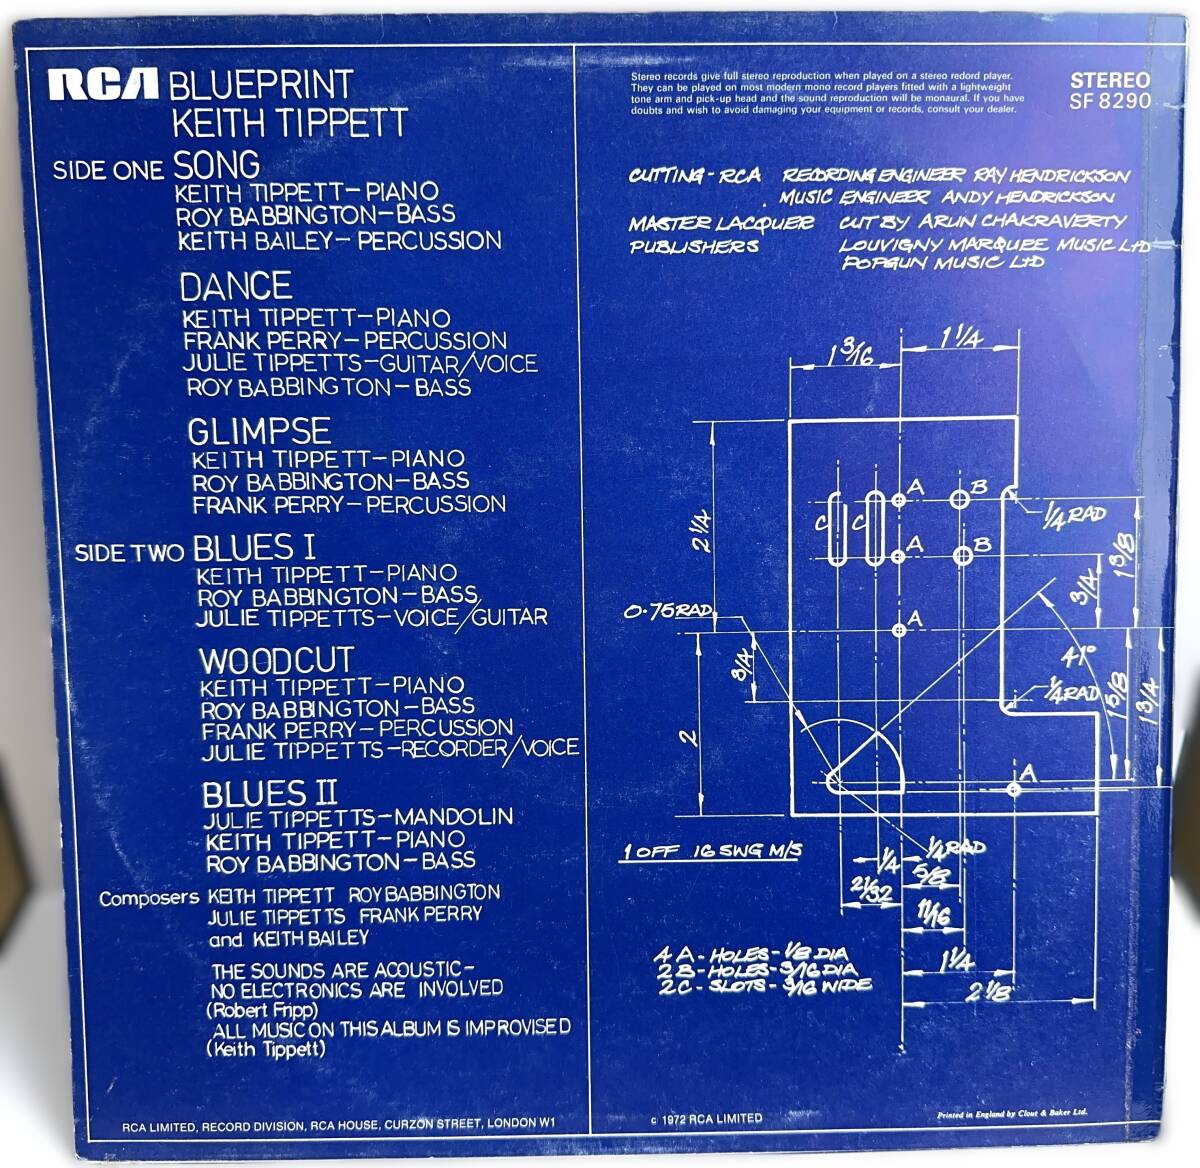 RCA BLUEPRINT
KEITH TIPPETT
SIDE ONE SONG
KEITH TIPPETT–PIANO
ROY BABBINGTON–BASS
KEITH BAILEY–PERCUSSION
DANCE
KEITH TIPPETT–PIANO
FRANK PERRY–PERCUSSION
JULIE TIPPETTS–GUITAR/VOICE
ROY BABBINGTON–BASS
GLIMPSE
KEITH TIPPETT–PIANO
ROY BABBINGTON–BASS
FRANK PERRY–PERCUSSION
SIDE TWO BLUES I
KEITH TIPPETT–PIANO
ROY BABBINGTON–BASS
JULIE TIPPETTS–VOICE/GUITAR
WOODCUT
KEITH TIPPETT–PIANO
ROY BABBINGTON–BASS
FRANK PERRY–PERCUSSION
JULIE TIPPETTS–RECORDER/VOICE
BLUES II
JULIE TIPPETTS–MANDOLIN
KEITH TIPPETT–PIANO
ROY BABBINGTON–BASS
Composers KEITH TIPPETT ROY BABBINGTON
JULIE TIPPETTS FRANK PERRY
and KEITH BAILEY
THE SOUNDS ARE ACOUSTIC–
NO ELECTRONICS ARE INVOLVED
(Robert Fripp)
ALL MUSIC ON THIS ALBUM IS IMPROVISED
(Keith Tippett)
RCA LIMITED, RECORD DIVISION, RCA HOUSE, CURZON STREET, LONDON W1
Stereo records give full stereo reproduction when played on a stereo redord player.
They can be played on most modern mono record players fitted with a lightweight
tone arm and pick-up head and the sound reproduction will be monaural. If you have
doubts and wish to avoid damaging your equipment or records, consult your dealer.
STEREO
SF 8290
CUTTING - RCA RECORDING ENGINEER RAY HENDRICKSON
MUSIC ENGINEER ANDY HENDRICKSON
MASTER LACQUER CUT BY ARUN CHAKRAVERTY
PUBLISHERS LOUVIGNY MARQUEE MUSIC LTD
POPGUN MUSIC LTD
1 3/16
1 1/4
2 1/4
A
B
C
C
1/4 RAD
A
B
1 3/8
3/4
0.75 RAD
A
3/4
41°
1/4 RAD
1 5/8
1 3/4
2
A
1 OFF 16 SWG M/S
1/4
1/4 RAD
5/8
21/32
11/16
4 A - HOLES - 1/8 DIA
2 B - HOLES - 3/16 DIA
2 C - SLOTS - 3/16 WIDE
1 1/4
2 1/8
c 1972 RCA LIMITED
Printed in England by Clout & Baker Ltd.